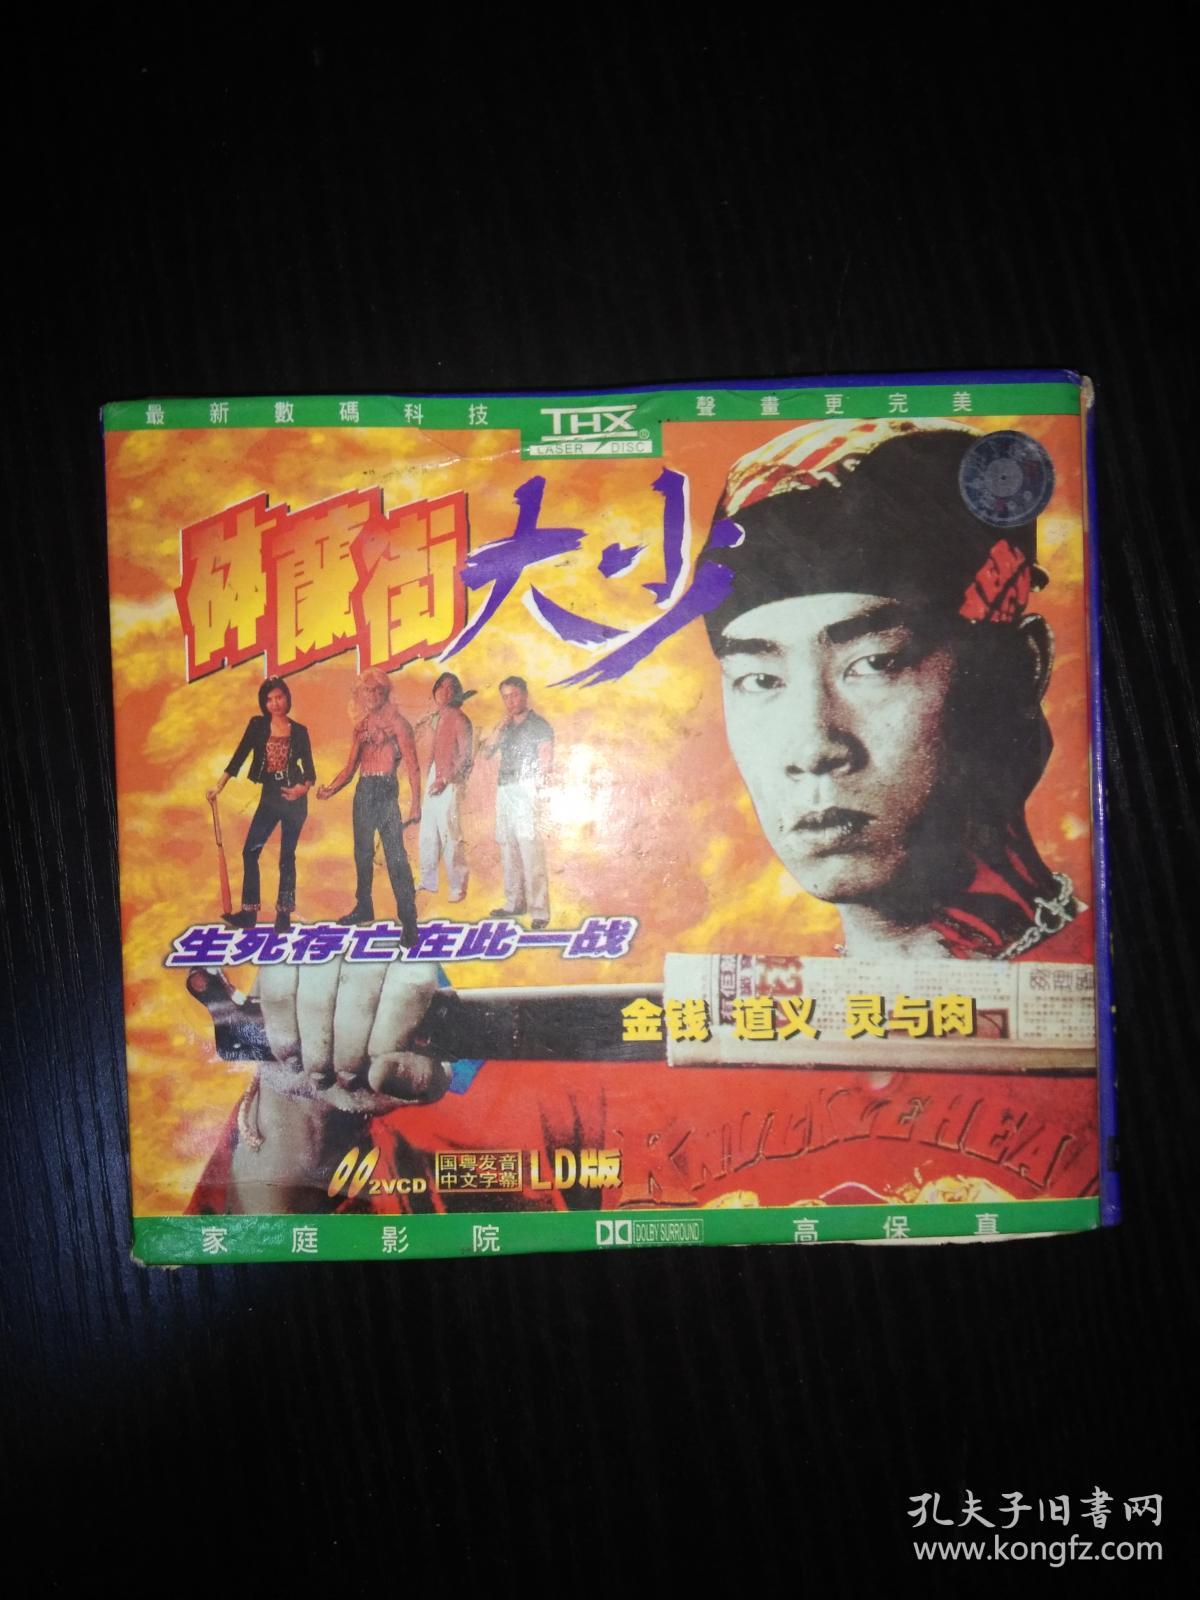 最新數碼科技
THX®
LASER DISC
聲畫更完美
砵蘭街大少
生死存亡在此一战
金钱 道义 灵与肉
KNUCKLEHEA
2VCD
国粤发音
中文字幕
LD版
家庭影院
DOLBY SURROUND
高保真
孔夫子旧书网
www.kongfz.com